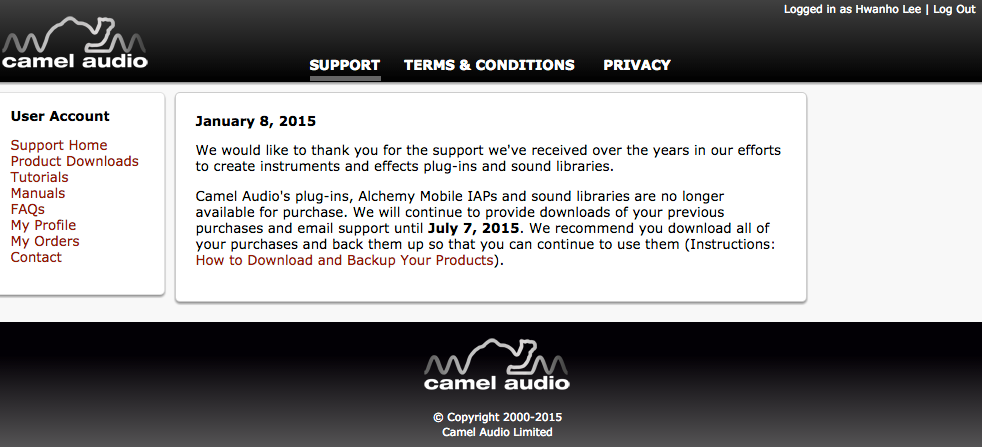 Logged in as Hwanho Lee | Log Out
camel audio
SUPPORT TERMS & CONDITIONS PRIVACY
User Account
Support Home
Product Downloads
Tutorials
Manuals
FAQs
My Profile
My Orders
Contact
January 8, 2015
We would like to thank you for the support we've received over the years in our efforts
to create instruments and effects plug-ins and sound libraries.
Camel Audio's plug-ins, Alchemy Mobile IAPs and sound libraries are no longer
available for purchase. We will continue to provide downloads of your previous
purchases and email support until July 7, 2015. We recommend you download all of
your purchases and back them up so that you can continue to use them (Instructions:
How to Download and Backup Your Products).
camel audio
© Copyright 2000-2015
Camel Audio Limited